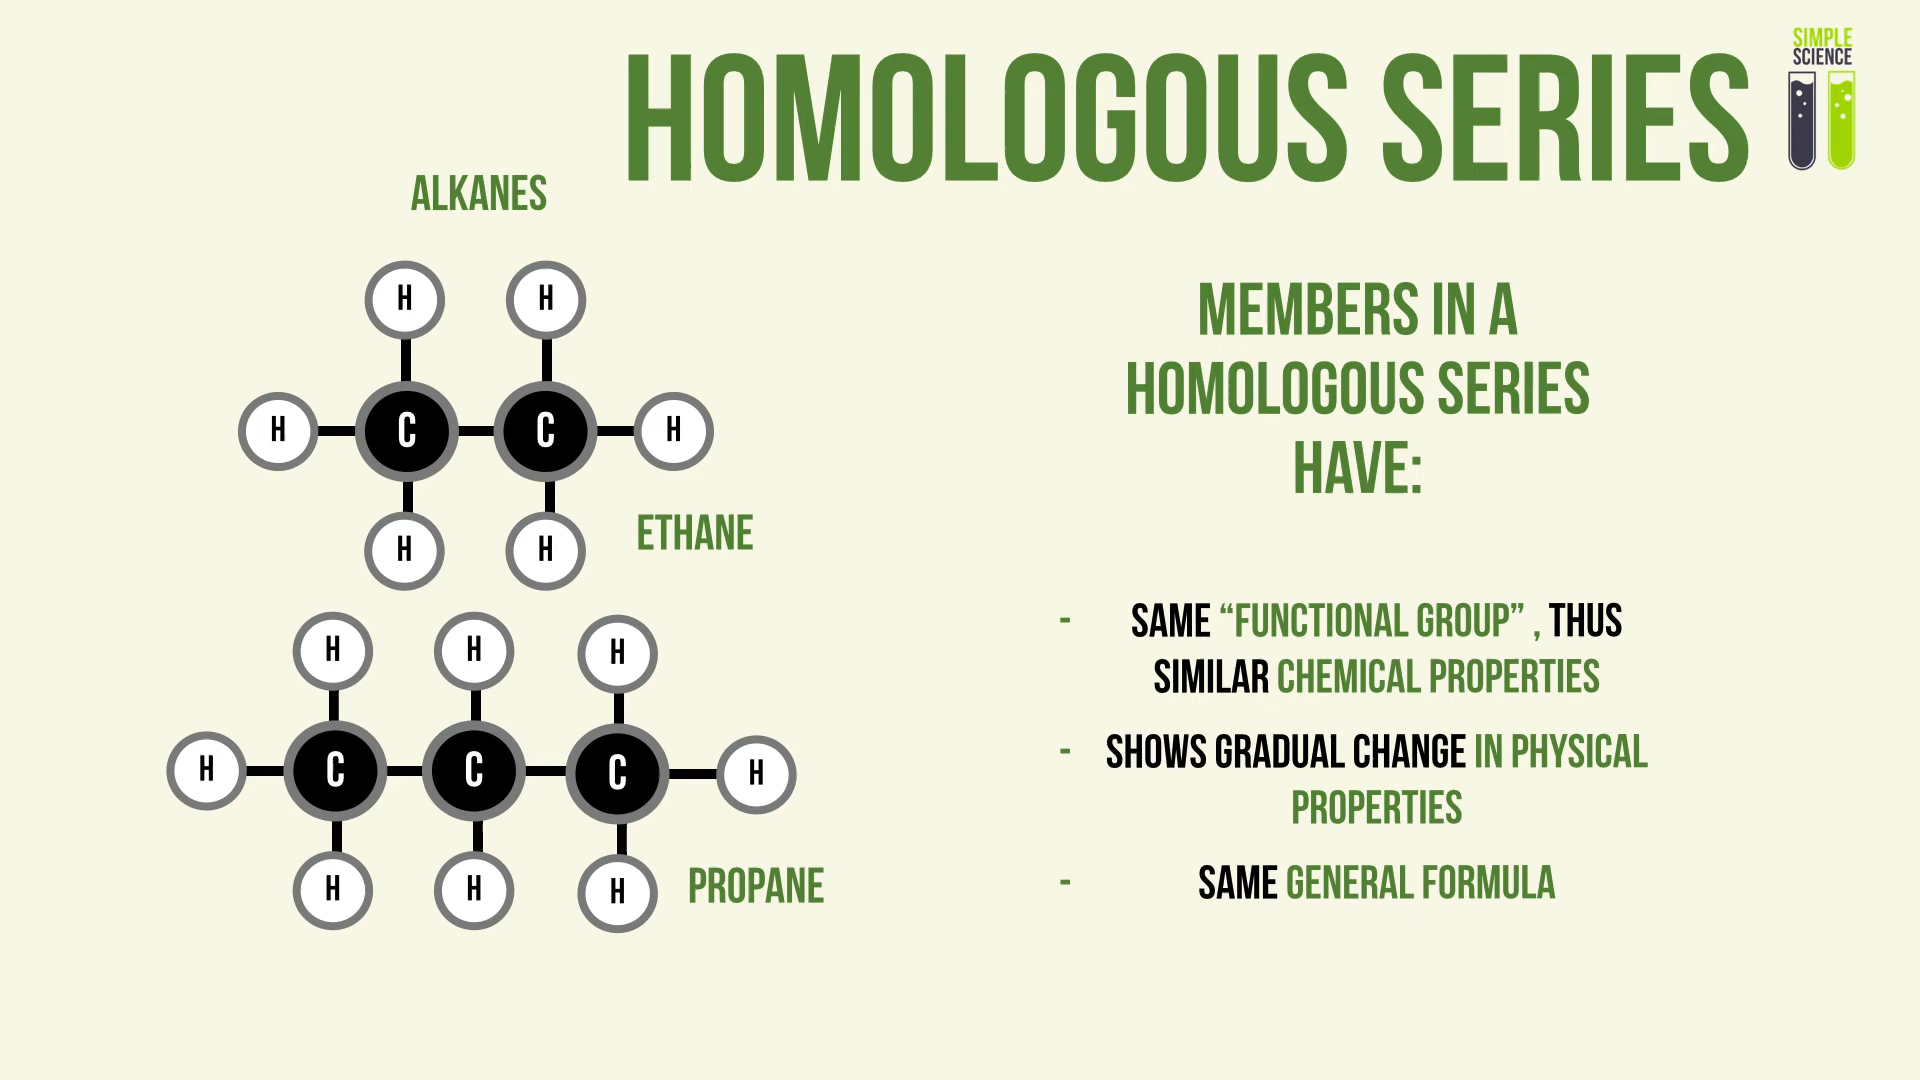 HOMOLOGOUS SERIES
SIMPLE
SCIENCE
ALKANES
H H
H C C H
H H
ETHANE
H H H
H C C C H
H H H
PROPANE
MEMBERS IN A
HOMOLOGOUS SERIES
HAVE:
- SAME “FUNCTIONAL GROUP” , THUS
SIMILAR CHEMICAL PROPERTIES
- SHOWS GRADUAL CHANGE IN PHYSICAL
PROPERTIES
- SAME GENERAL FORMULA